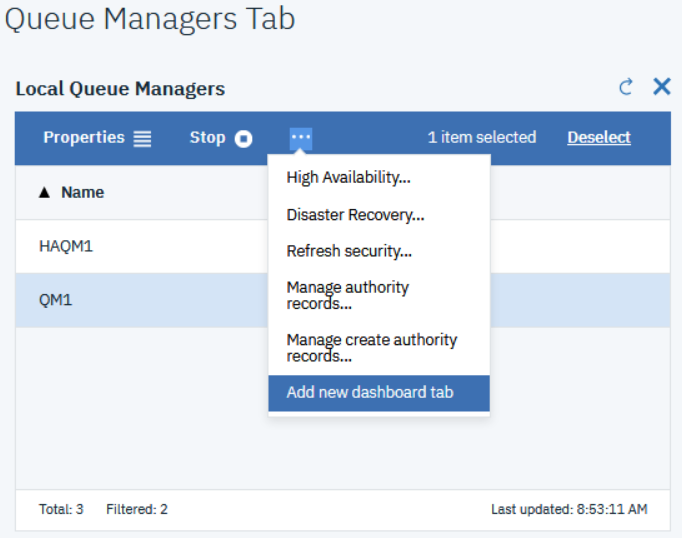 Queue Managers Tab
Local Queue Managers
Properties Stop ... 1 item selected Deselect
High Availability...
▲ Name
Disaster Recovery...
HAQM1
Refresh security...
Manage authority
records...
QM1
Manage create authority
records...
Add new dashboard tab
Total: 3 Filtered: 2 Last updated: 8:53:11 AM